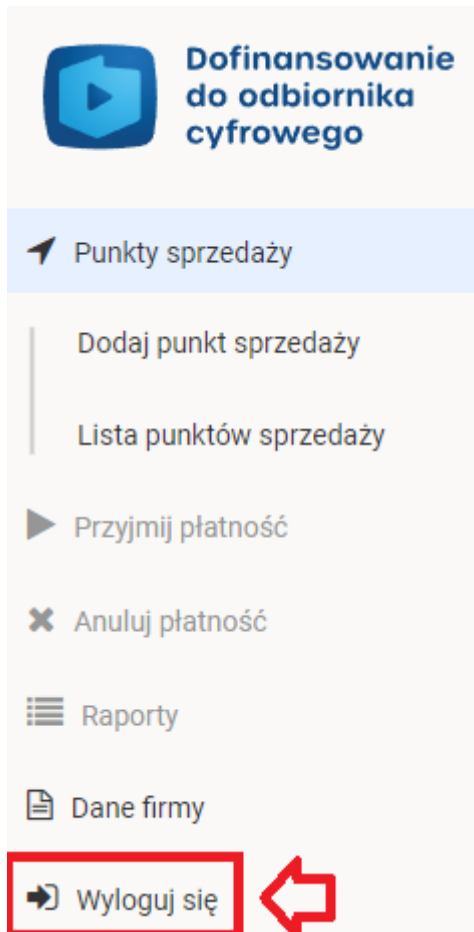 Dofinansowanie
do odbiornika
cyfrowego
Punkty sprzedaży
Dodaj punkt sprzedaży
Lista punktów sprzedaży
Przyjmij płatność
Anuluj płatność
Raporty
Dane firmy
Wyloguj się